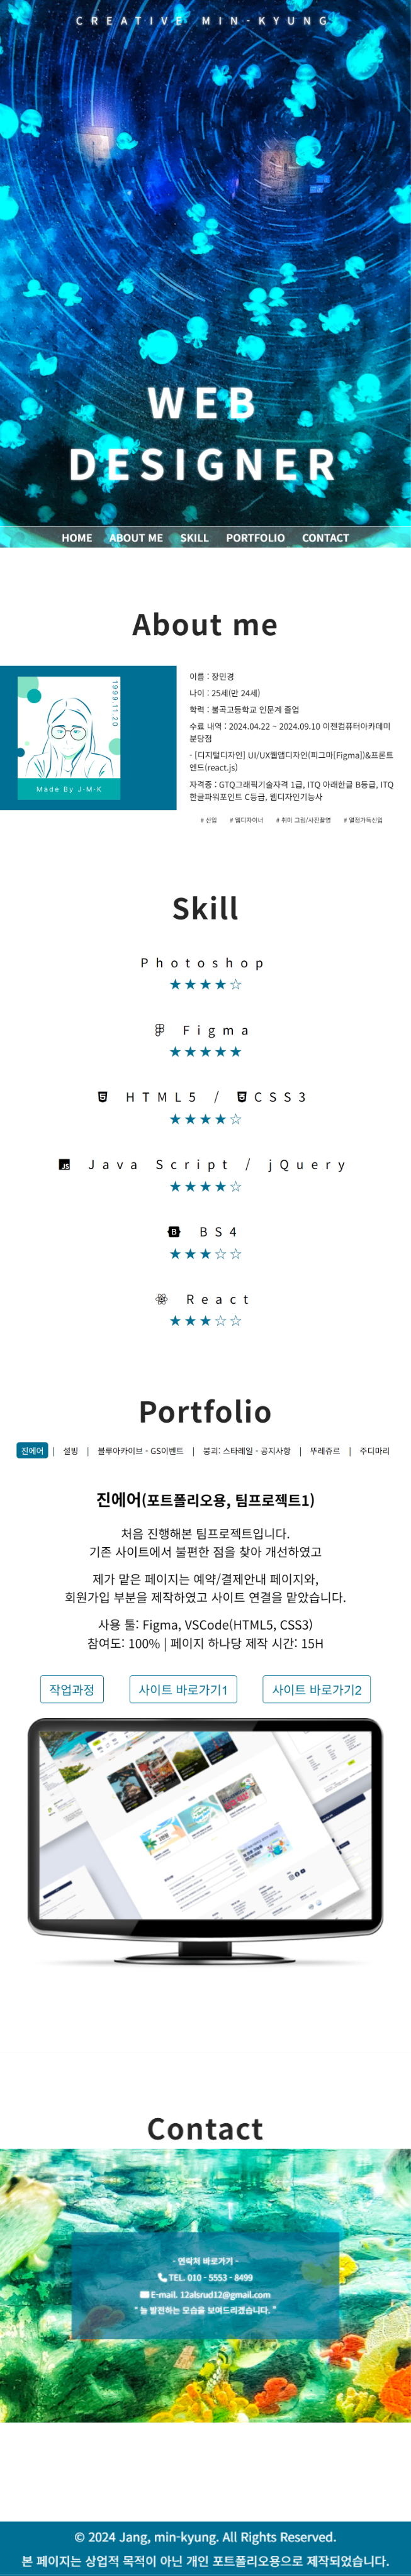 CREATIVE MIN-KYUNG
WEB
DESIGNER
HOME ABOUT ME SKILL PORTFOLIO CONTACT
About me
1999.11.20
Made By J·M·K
이름 : 장민경
나이 : 25세(만 24세)
학력 : 불곡고등학교 인문계 졸업
수료 내역 : 2024.04.22 ~ 2024.09.10 이젠컴퓨터아카데미
분당점
- [디지털디자인] UI/UX웹앱디자인(피그마[Figma])&프론트
엔드(react.js)
자격증 : GTQ그래픽기술자격 1급, ITQ 아래한글 B등급, ITQ
한글파워포인트 C등급, 웹디자인기능사
# 신입 # 웹디자이너 # 취미 그림/사진촬영 # 열정가득신입
Skill
Photoshop
★★★★☆
Figma
★★★★★
HTML5 / CSS3
★★★★☆
JS Java Script / jQuery
★★★★☆
B BS4
★★★☆☆
React
★★★☆☆
Portfolio
진에어 | 설빙 | 블루아카이브 - GS이벤트 | 붕괴: 스타레일 - 공지사항 | 뚜레쥬르 | 주디마리
진에어(포트폴리오용, 팀프로젝트1)
처음 진행해본 팀프로젝트입니다.
기존 사이트에서 불편한 점을 찾아 개선하였고
제가 맡은 페이지는 예약/결제안내 페이지와,
회원가입 부분을 제작하였고 사이트 연결을 맡았습니다.
사용 툴: Figma, VSCode(HTML5, CSS3)
참여도: 100% | 페이지 하나당 제작 시간: 15H
작업과정 사이트 바로가기1 사이트 바로가기2
Contact
- 연락처 바로가기 -
TEL. 010 - 5553 - 8499
E-mail. 12alsrud12@gmail.com
" 늘 발전하는 모습을 보여드리겠습니다. "
© 2024 Jang, min-kyung. All Rights Reserved.
본 페이지는 상업적 목적이 아닌 개인 포트폴리오용으로 제작되었습니다.